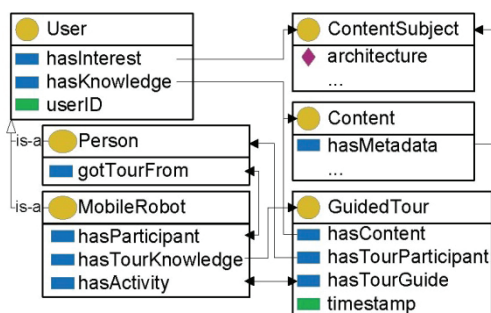 User
hasInterest
hasKnowledge
userID
is-a
Person
gotTourFrom
is-a
MobileRobot
hasParticipant
hasTourKnowledge
hasActivity
ContentSubject
architecture
...
Content
hasMetadata
...
GuidedTour
hasContent
hasTourParticipant
hasTourGuide
timestamp